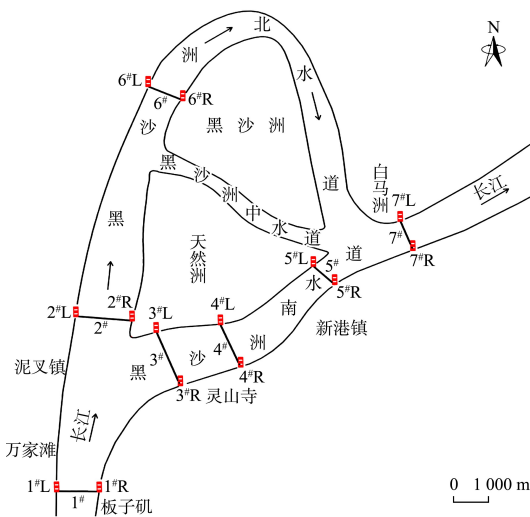 北
洲
N
水
6#L
6#
6#R
沙
黑沙洲
黑沙洲中水道
道
白马洲
长江
7#L
7#
7#R
黑
天然洲
道
5#L
5#
5#R
水
南
2#L
2#
2#R
3#L
3#
3#R
4#L
4#
4#R
新港镇
洲
沙
黑
泥叉镇
灵山寺
长江
万家滩
1#L
1#
1#R
板子矶
0 1 000 m